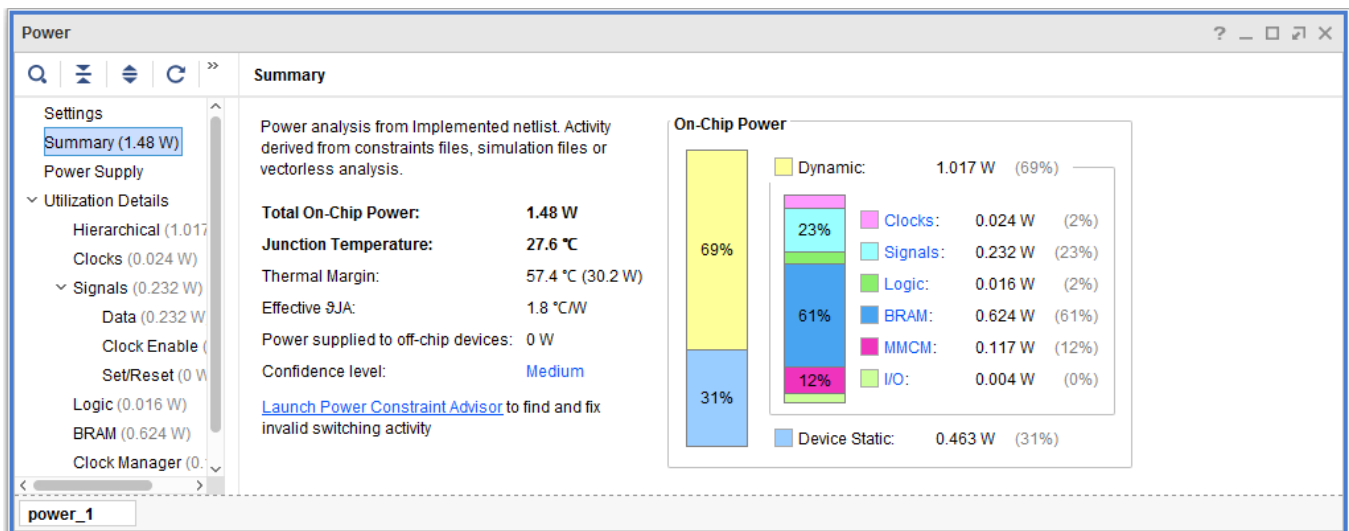 Power
Summary
Settings
Summary (1.48 W)
Power Supply
Utilization Details
Hierarchical (1.017
Clocks (0.024 W)
Signals (0.232 W)
Data (0.232 W
Clock Enable (
Set/Reset (0 W
Logic (0.016 W)
BRAM (0.624 W)
Clock Manager (0.
Power analysis from Implemented netlist. Activity
derived from constraints files, simulation files or
vectorless analysis.
Total On-Chip Power: 1.48 W
Junction Temperature: 27.6 °C
Thermal Margin: 57.4 °C (30.2 W)
Effective ϑJA: 1.8 °C/W
Power supplied to off-chip devices: 0 W
Confidence level: Medium
Launch Power Constraint Advisor to find and fix
invalid switching activity
On-Chip Power
69%
31%
Dynamic: 1.017 W (69%)
23%
61%
12%
Clocks: 0.024 W (2%)
Signals: 0.232 W (23%)
Logic: 0.016 W (2%)
BRAM: 0.624 W (61%)
MMCM: 0.117 W (12%)
I/O: 0.004 W (0%)
Device Static: 0.463 W (31%)
power_1